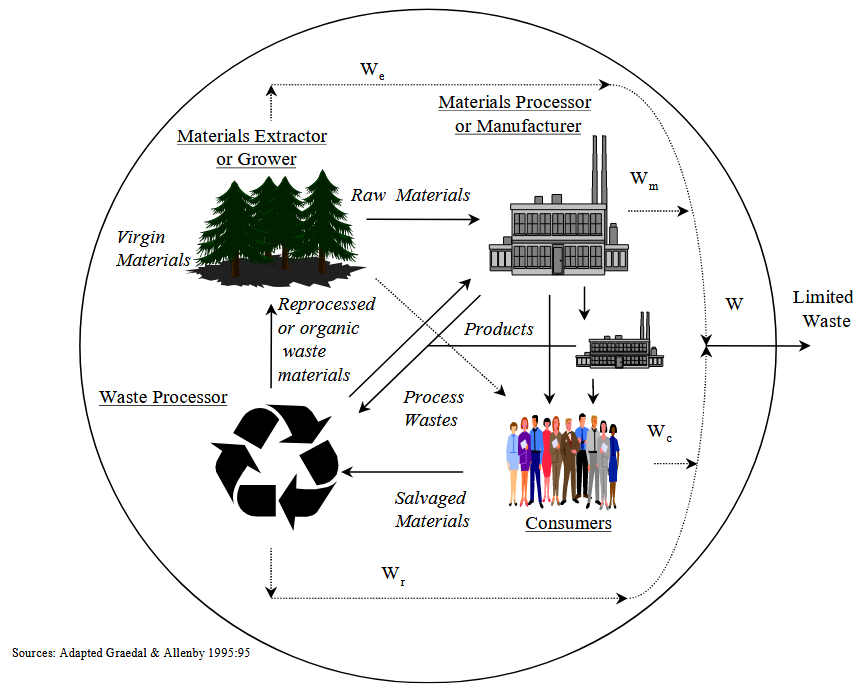 We
Materials Processor
or Manufacturer
Materials Extractor
or Grower
Raw Materials
Wm
Virgin
Materials
Reprocessed
or organic
waste
materials
Products
W
Limited
Waste
Waste Processor
Process
Wastes
Wc
Salvaged
Materials
Consumers
Wr
Sources: Adapted Graedal & Allenby 1995:95